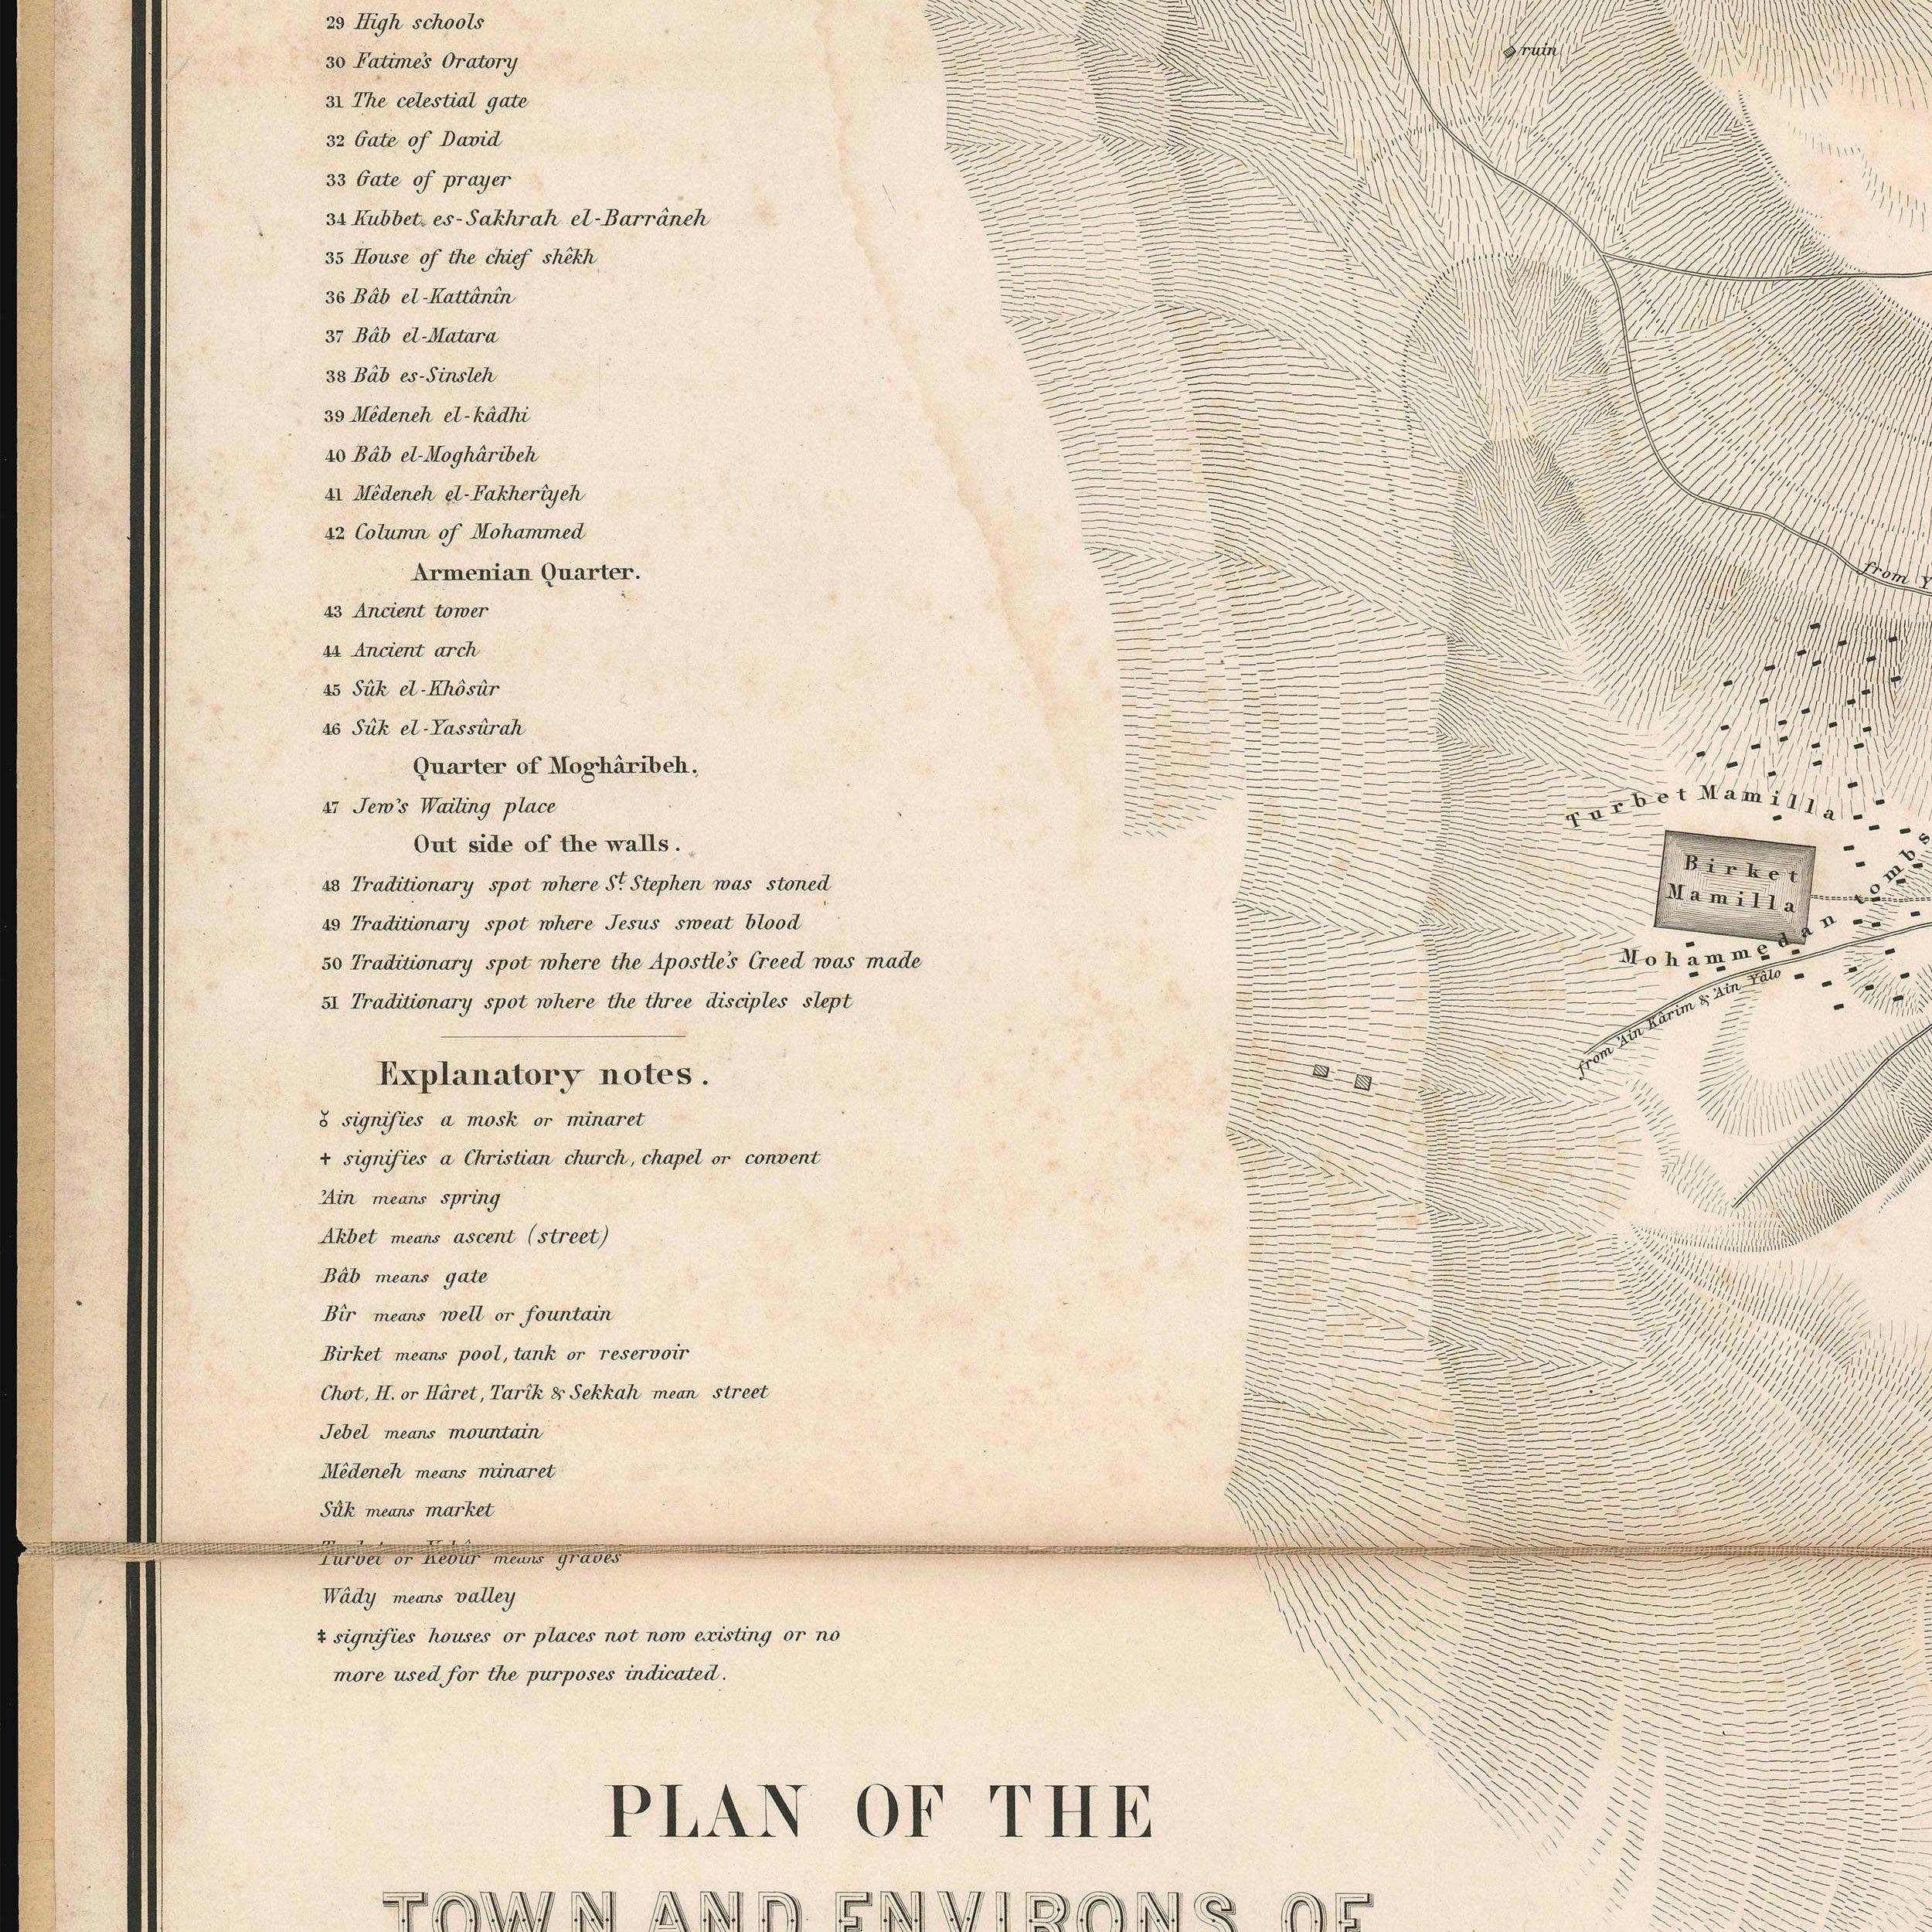 29 High schools
30 Fatime's Oratory
31 The celestial gate
32 Gate of David
33 Gate of prayer
34 Kubbet es-Sakhrah el-Barrâneh
35 House of the chief shêkh
36 Bâb el-Kattânîn
37 Bâb el-Matara
38 Bâb es-Sinsleh
39 Mêdeneh el-kâdhi
40 Bâb el-Moghâribeh
41 Mêdeneh el-Fakherîyeh
42 Column of Mohammed
Armenian Quarter.
43 Ancient tower
44 Ancient arch
45 Sûk el-Khôsûr
46 Sûk el-Yassûrah
Quarter of Moghâribeh.
47 Jew's Wailing place
Out side of the walls.
48 Traditionary spot where St. Stephen was stoned
49 Traditionary spot where Jesus sweat blood
50 Traditionary spot where the Apostle's Creed was made
51 Traditionary spot where the three disciples slept
Explanatory notes.
♉ signifies a mosk or minaret
✝ signifies a Christian church, chapel or convent
'Ain means spring
Akbet means ascent (street)
Bâb means gate
Bîr means well or fountain
Birket means pool, tank or reservoir
Chot, H. or Hâret, Tarîk & Sekkah mean street
Jebel means mountain
Mêdeneh means minaret
Sûk means market
Turbet or Kebûr means graves
Wâdy means valley
‡ signifies houses or places not now existing or no
more used for the purposes indicated.
PLAN OF THE
TOWN AND ENVIRONS OF
ruin
from Y
Turbet Mamilla
Birket
Mamilla
Mohammedan tombs
from 'Ain Kârim & 'Ain Yâlo